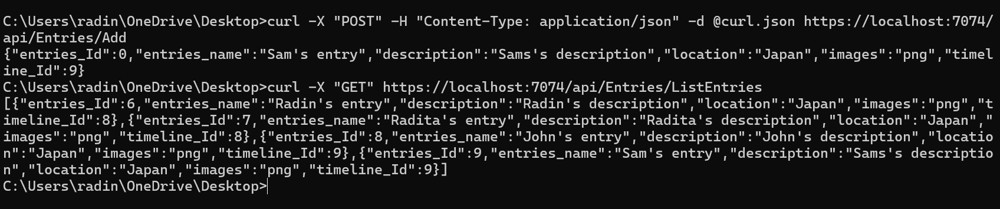 C:\Users\radin\OneDrive\Desktop>curl -X "POST" -H "Content-Type: application/json" -d @curl.json https://localhost:7074/
api/Entries/Add
{"entries_Id":0,"entries_name":"Sam's entry","description":"Sams's description","location":"Japan","images":"png","timel
ine_Id":9}
C:\Users\radin\OneDrive\Desktop>curl -X "GET" https://localhost:7074/api/Entries/ListEntries
[{"entries_Id":6,"entries_name":"Radin's entry","description":"Radin's description","location":"Japan","images":"png","t
imeline_Id":8},{"entries_Id":7,"entries_name":"Radita's entry","description":"Radita's description","location":"Japan","
images":"png","timeline_Id":8},{"entries_Id":8,"entries_name":"John's entry","description":"John's description","locatio
n":"Japan","images":"png","timeline_Id":9},{"entries_Id":9,"entries_name":"Sam's entry","description":"Sams's descriptio
n","location":"Japan","images":"png","timeline_Id":9}]
C:\Users\radin\OneDrive\Desktop>